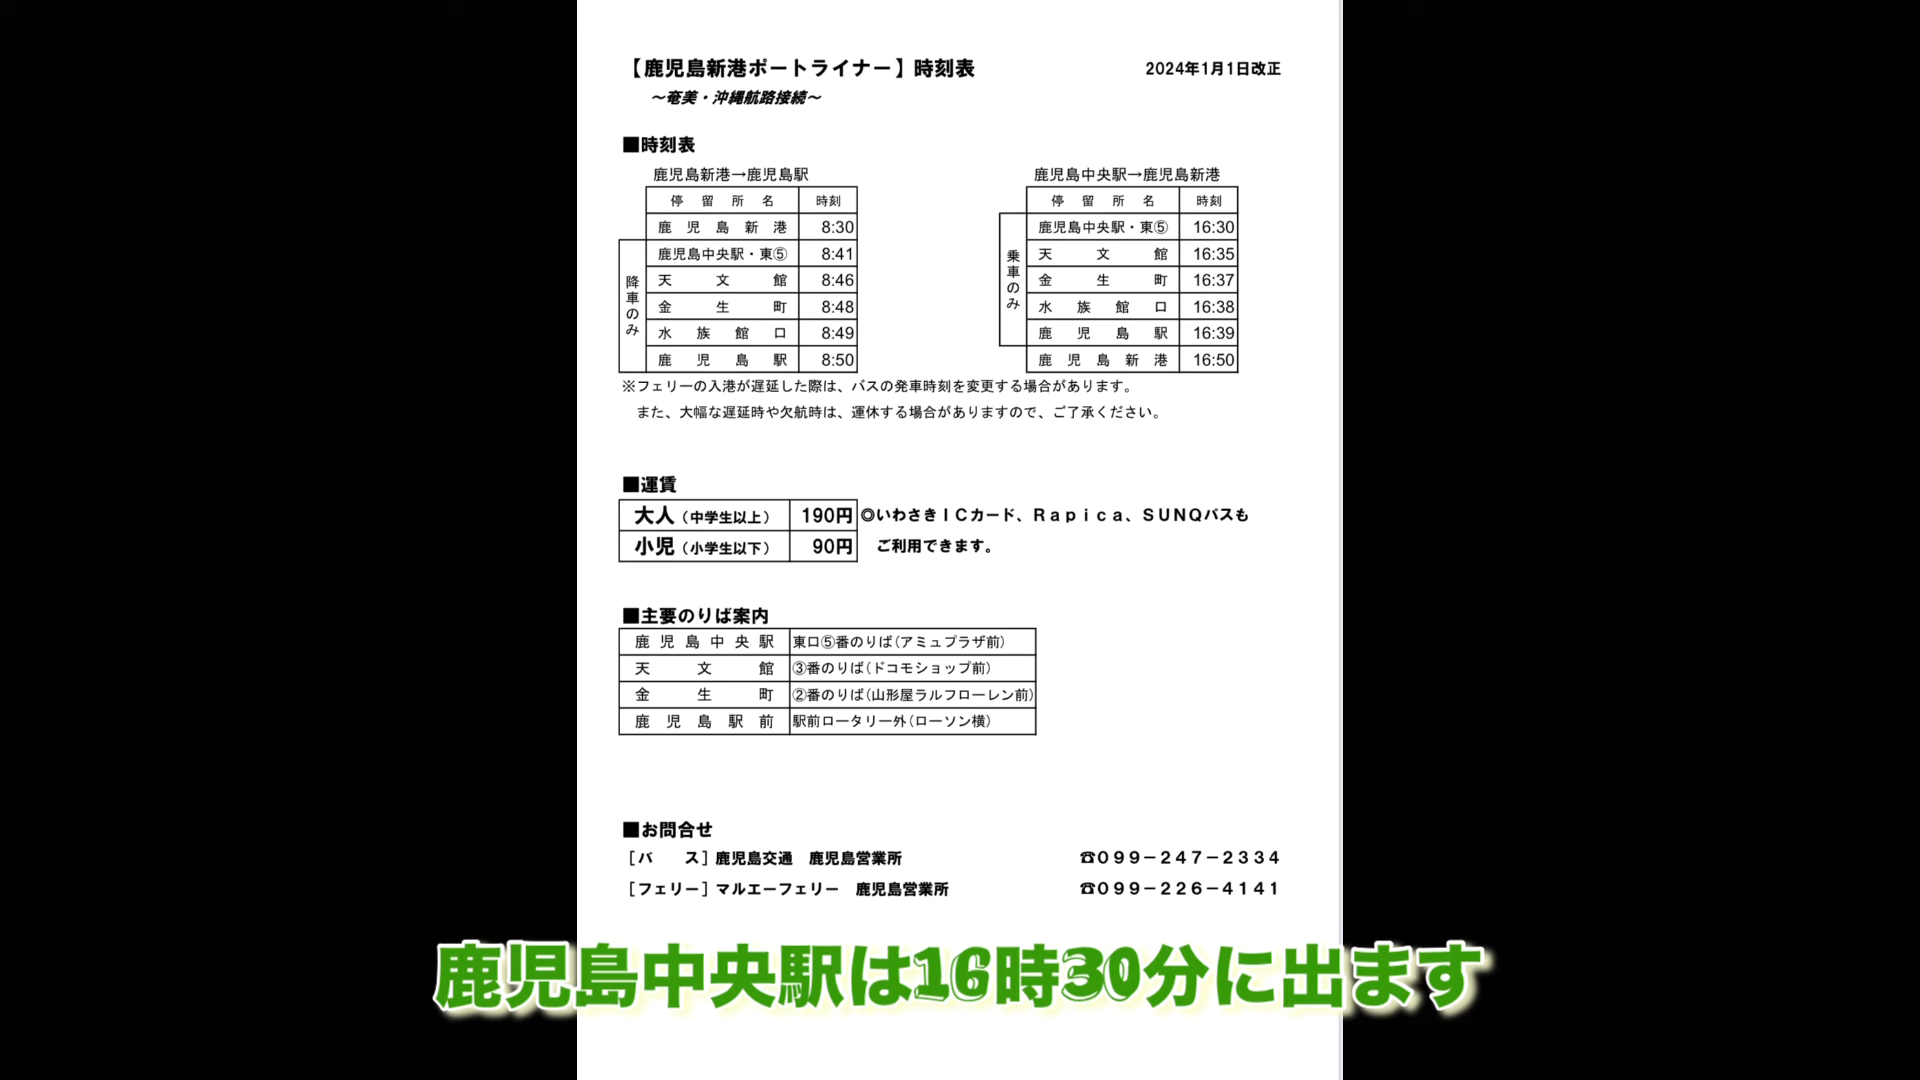 【鹿児島新港ポートライナー】時刻表 2024年1月1日改正
～奄美・沖縄航路接続～
■時刻表
鹿児島新港→鹿児島駅
停留所名 時刻
鹿児島新港 8:30
鹿児島中央駅・東⑤ 8:41
天文館 8:46
金生町 8:48
水族館口 8:49
鹿児島駅 8:50
降車のみ
鹿児島中央駅→鹿児島新港
停留所名 時刻
鹿児島中央駅・東⑤ 16:30
天文館 16:35
金生町 16:37
水族館口 16:38
鹿児島駅 16:39
鹿児島新港 16:50
乗車のみ
※フェリーの入港が遅延した際は、バスの発車時刻を変更する場合があります。
また、大幅な遅延時や欠航時は、運休する場合がありますので、ご了承ください。
■運賃
大人（中学生以上） 190円
小児（小学生以下） 90円
◎いわさきＩＣカード、Ｒａｐｉｃａ、ＳＵＮＱパスも
ご利用できます。
■主要のりば案内
鹿児島中央駅 東口⑤番のりば（アミュプラザ前）
天文館 ③番のりば（ドコモショップ前）
金生町 ②番のりば（山形屋ラルフローレン前）
鹿児島駅前 駅前ロータリー外（ローソン横）
■お問合せ
［バス］鹿児島交通 鹿児島営業所 ☎０９９－２４７－２３３４
［フェリー］マルエーフェリー 鹿児島営業所 ☎０９９－２２６－４１４１
鹿児島中央駅は16時30分に出ます